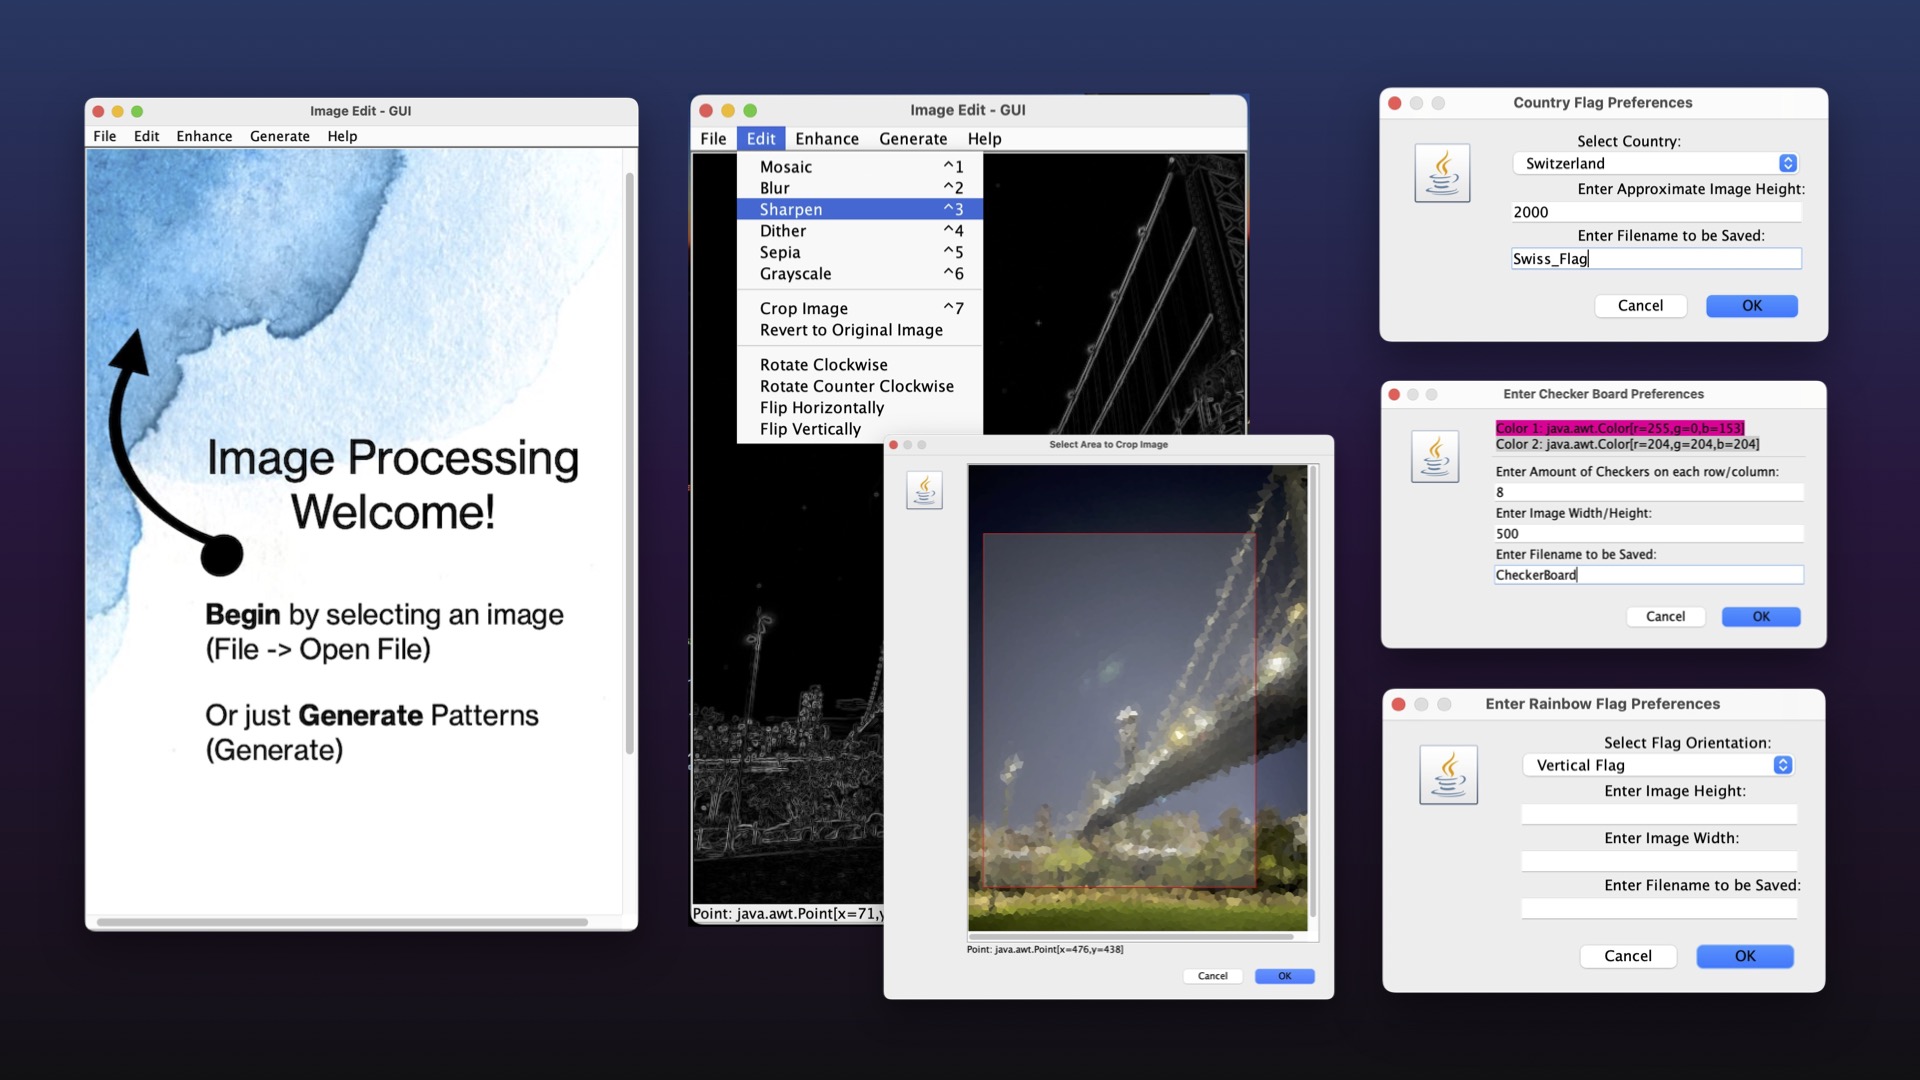 Image Edit - GUI
File Edit Enhance Generate Help
Image Processing
Welcome!
Begin by selecting an image
(File -> Open File)
Or just Generate Patterns
(Generate)
Image Edit - GUI
File Edit Enhance Generate Help
Mosaic ^1
Blur ^2
Sharpen ^3
Dither ^4
Sepia ^5
Grayscale ^6
Crop Image ^7
Revert to Original Image
Rotate Clockwise
Rotate Counter Clockwise
Flip Horizontally
Flip Vertically
Point: java.awt.Point[x=71,y
Select Area to Crop Image
Point: java.awt.Point[x=476,y=438]
Cancel OK
Country Flag Preferences
Select Country:
Switzerland
Enter Approximate Image Height:
2000
Enter Filename to be Saved:
Swiss_Flag
Cancel OK
Enter Checker Board Preferences
Color 1: java.awt.Color[r=255,g=0,b=153]
Color 2: java.awt.Color[r=204,g=204,b=204]
Enter Amount of Checkers on each row/column:
8
Enter Image Width/Height:
500
Enter Filename to be Saved:
CheckerBoard
Cancel OK
Enter Rainbow Flag Preferences
Select Flag Orientation:
Vertical Flag
Enter Image Height:
Enter Image Width:
Enter Filename to be Saved:
Cancel OK